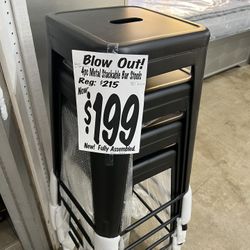 Blow Out!
4pc Metal Stackable Bar Stools
Reg: $215
Now
$199
New! Fully Assembled.